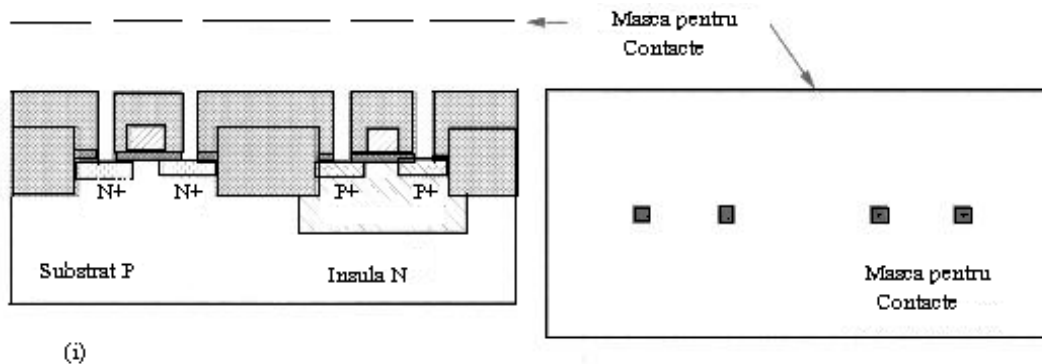 Masca pentru
Contacte
N+ N+ P+ P+
Substrat P
Insula N
Masca pentru
Contacte
(i)